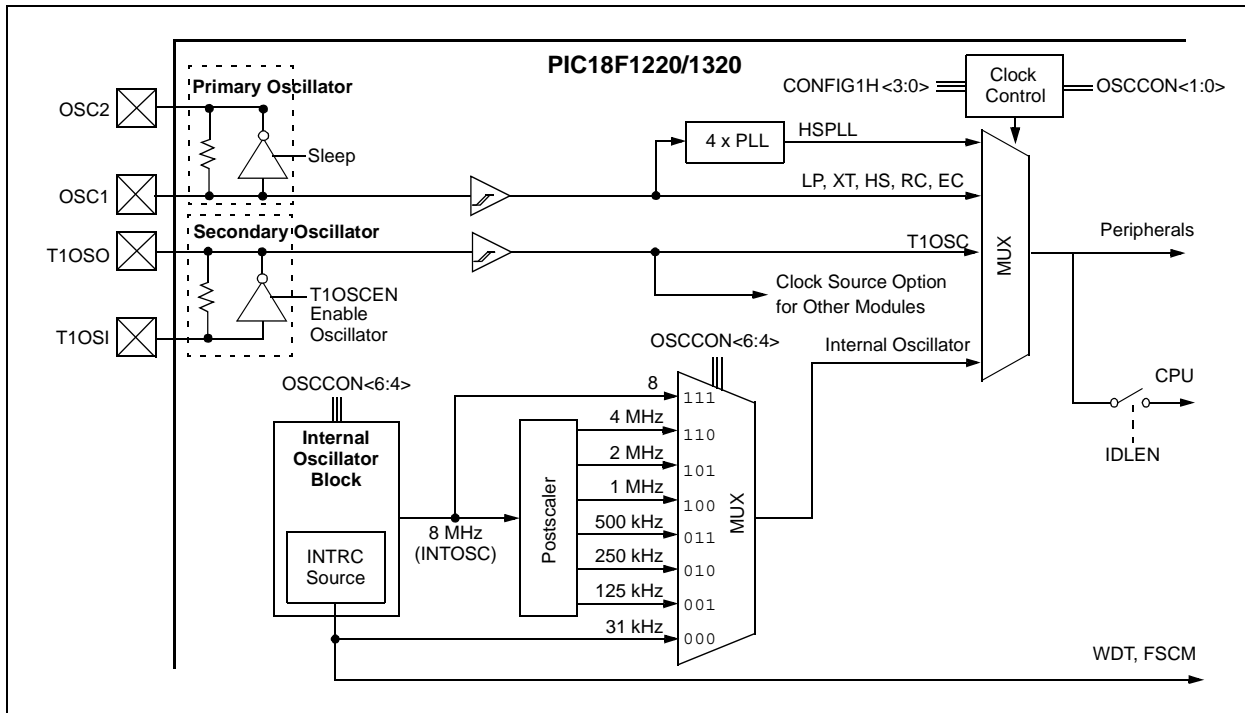 PIC18F1220/1320
Primary Oscillator
OSC2
Sleep
OSC1
Secondary Oscillator
T1OSO
T1OSCEN
Enable
Oscillator
T1OSI
CONFIG1H <3:0>
Clock
Control
OSCCON<1:0>
4 x PLL
HSPLL
LP, XT, HS, RC, EC
T1OSC
Clock Source Option
for Other Modules
Internal Oscillator
MUX
Peripherals
CPU
IDLEN
OSCCON<6:4>
OSCCON<6:4>
Internal
Oscillator
Block
INTRC
Source
8 MHz
(INTOSC)
Postscaler
8
111
4 MHz
110
2 MHz
101
1 MHz
100
500 kHz
011
250 kHz
010
125 kHz
001
31 kHz
000
MUX
WDT, FSCM